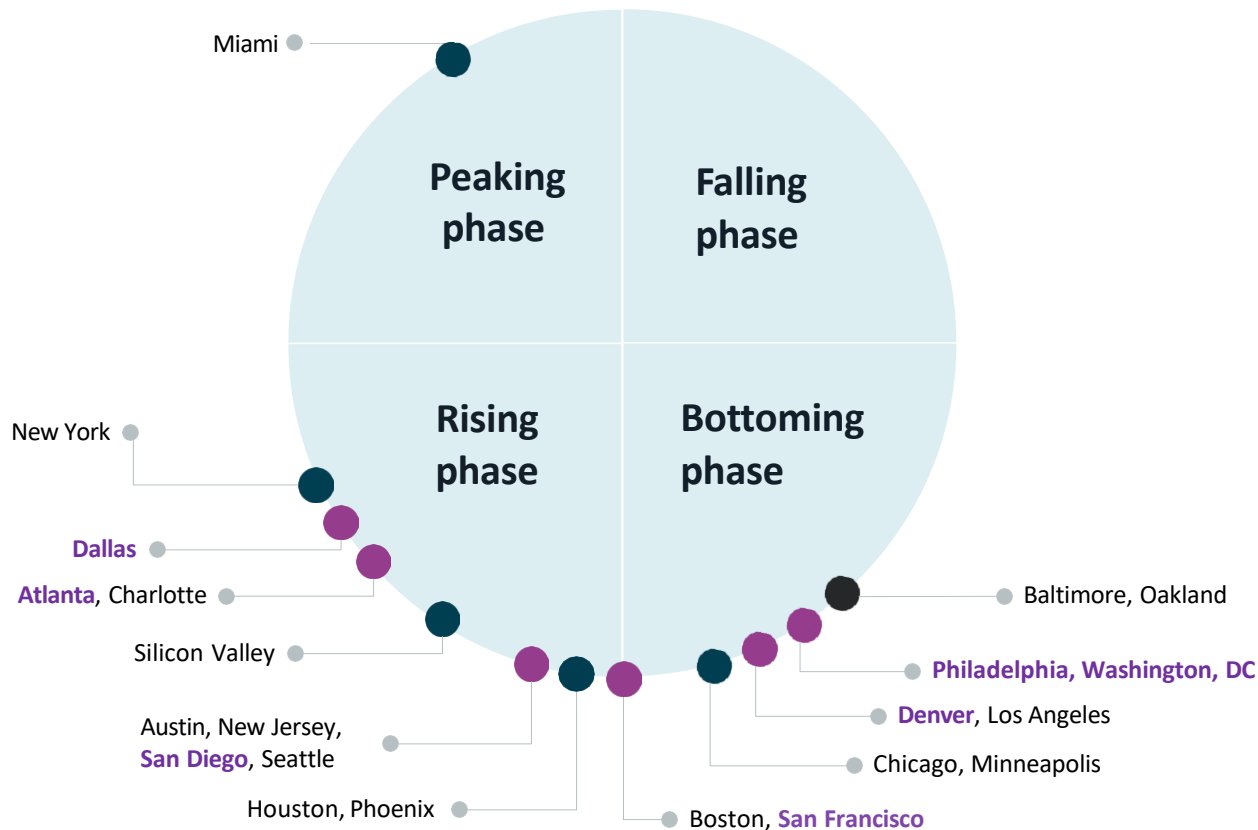 Miami
Peaking
phase
Falling
phase
Rising
phase
Bottoming
phase
New York
Dallas
Atlanta, Charlotte
Silicon Valley
Austin, New Jersey,
San Diego, Seattle
Houston, Phoenix
Boston, San Francisco
Chicago, Minneapolis
Denver, Los Angeles
Philadelphia, Washington, DC
Baltimore, Oakland